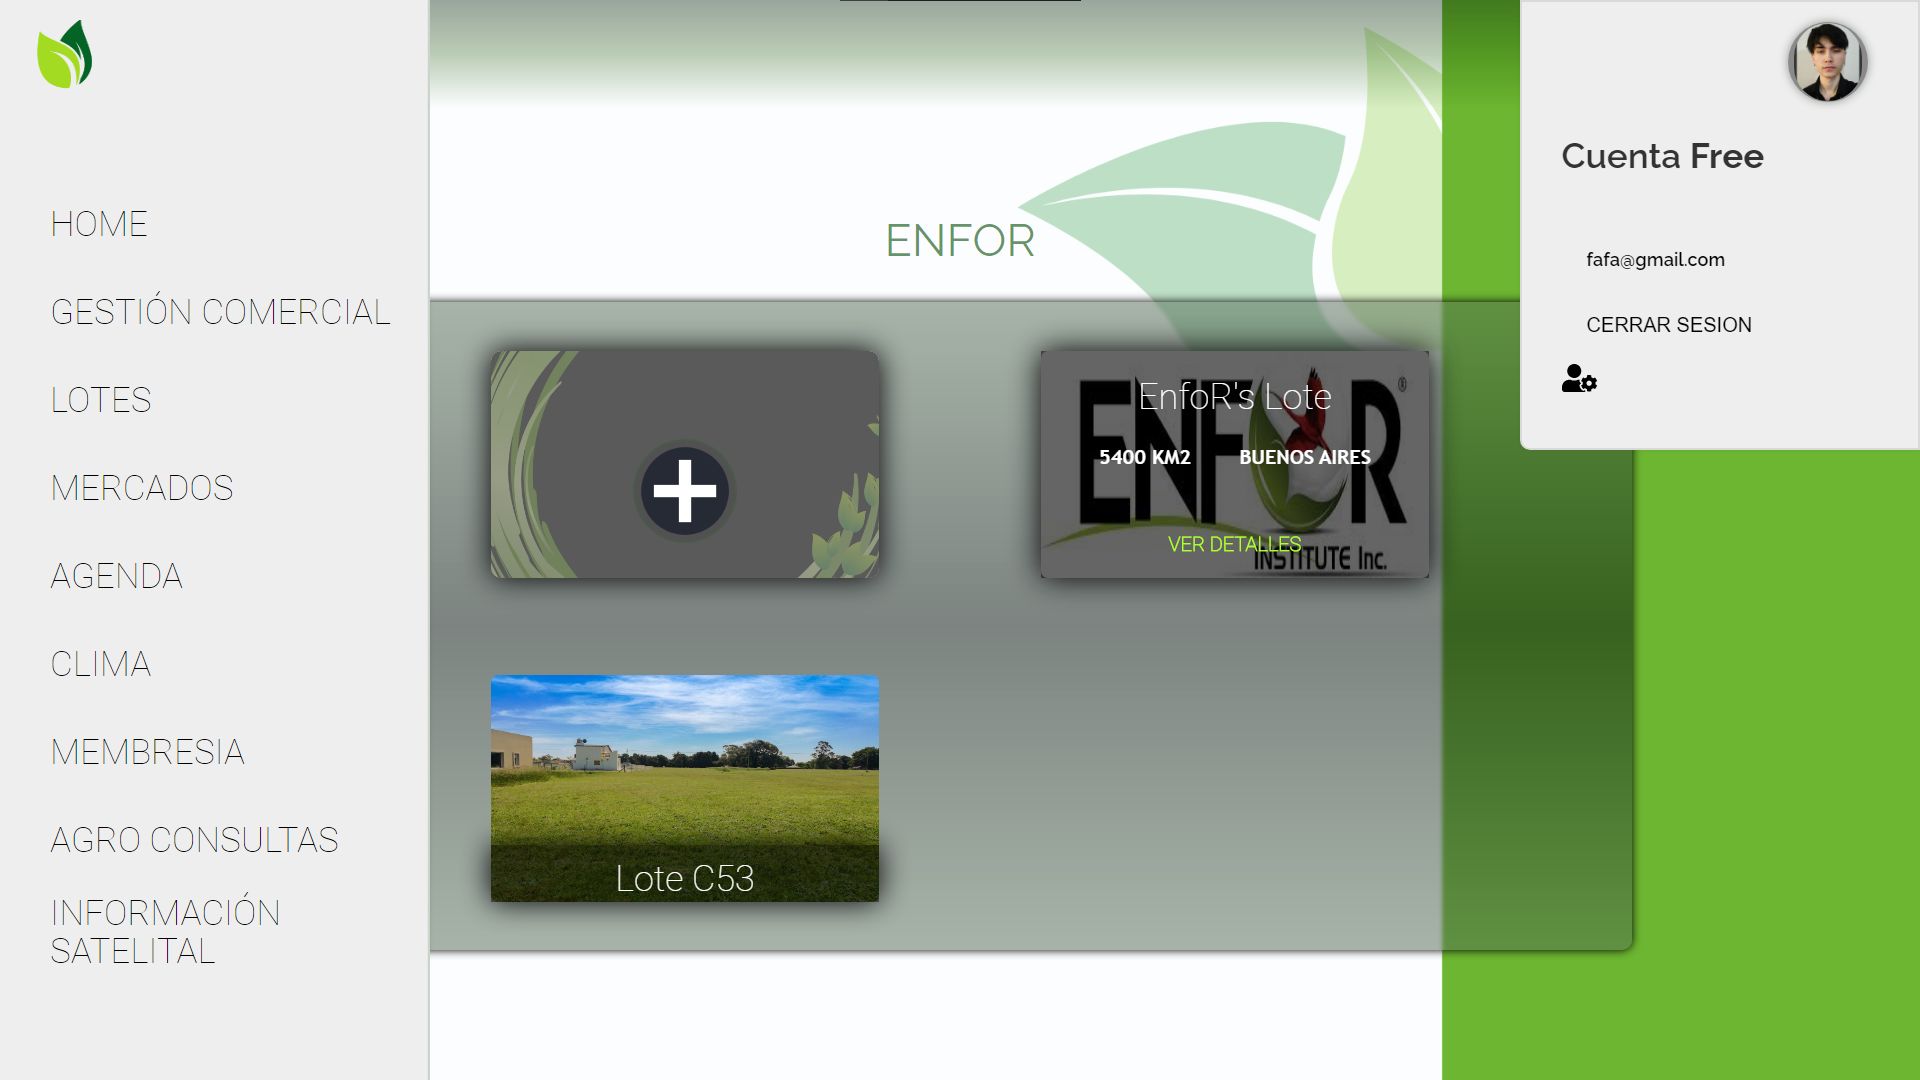 HOME
GESTIÓN COMERCIAL
LOTES
MERCADOS
AGENDA
CLIMA
MEMBRESIA
AGRO CONSULTAS
INFORMACIÓN
SATELITAL
ENFOR
ENFOR®
EnfoR's Lote
5400 KM2 BUENOS AIRES
VER DETALLES
INSTITUTE Inc.
Lote C53
Cuenta Free
fafa@gmail.com
CERRAR SESION